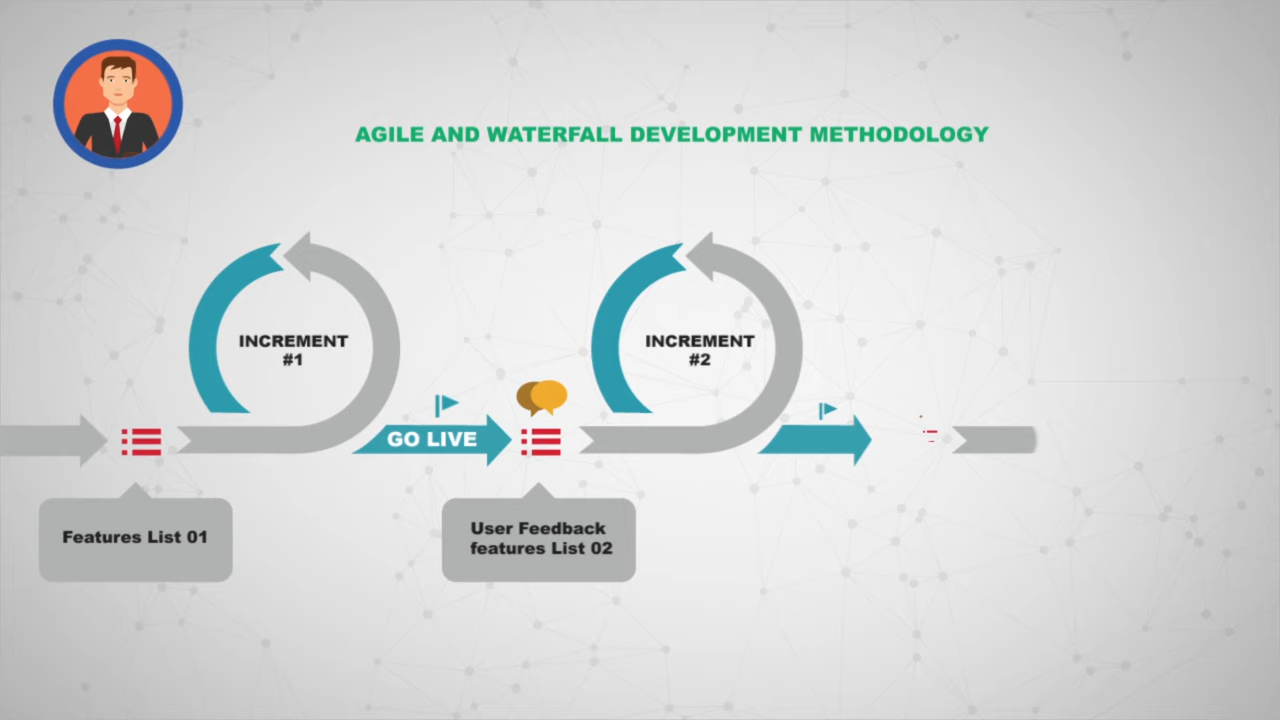 AGILE AND WATERFALL DEVELOPMENT METHODOLOGY
INCREMENT
#1
INCREMENT
#2
GO LIVE
Features List 01
User Feedback
features List 02